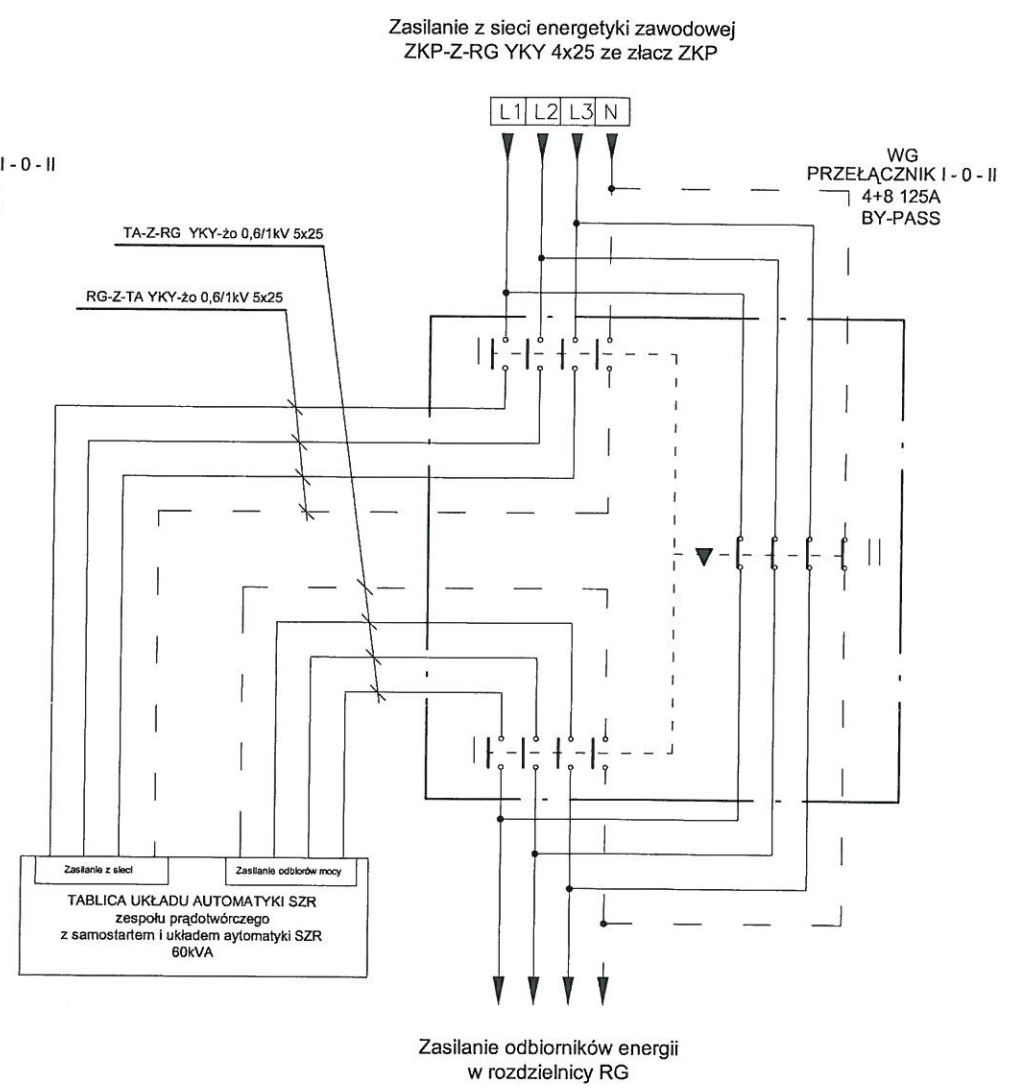 Zasilanie z sieci energetyki zawodowej
ZKP-Z-RG YKY 4x25 ze złacz ZKP
L1 L2 L3 N
I - 0 - II
WG
PRZEŁĄCZNIK I - 0 - II
4+8 125A
BY-PASS
TA-Z-RG YKY-żo 0,6/1kV 5x25
RG-Z-TA YKY-żo 0,6/1kV 5x25
I
II
I
Zasilanie z sieci
Zasilanie odbiorów mocy
TABLICA UKŁADU AUTOMATYKI SZR
zespołu prądotwórczego
z samostartem i układem aytomatyki SZR
60kVA
Zasilanie odbiorników energii
w rozdzielnicy RG